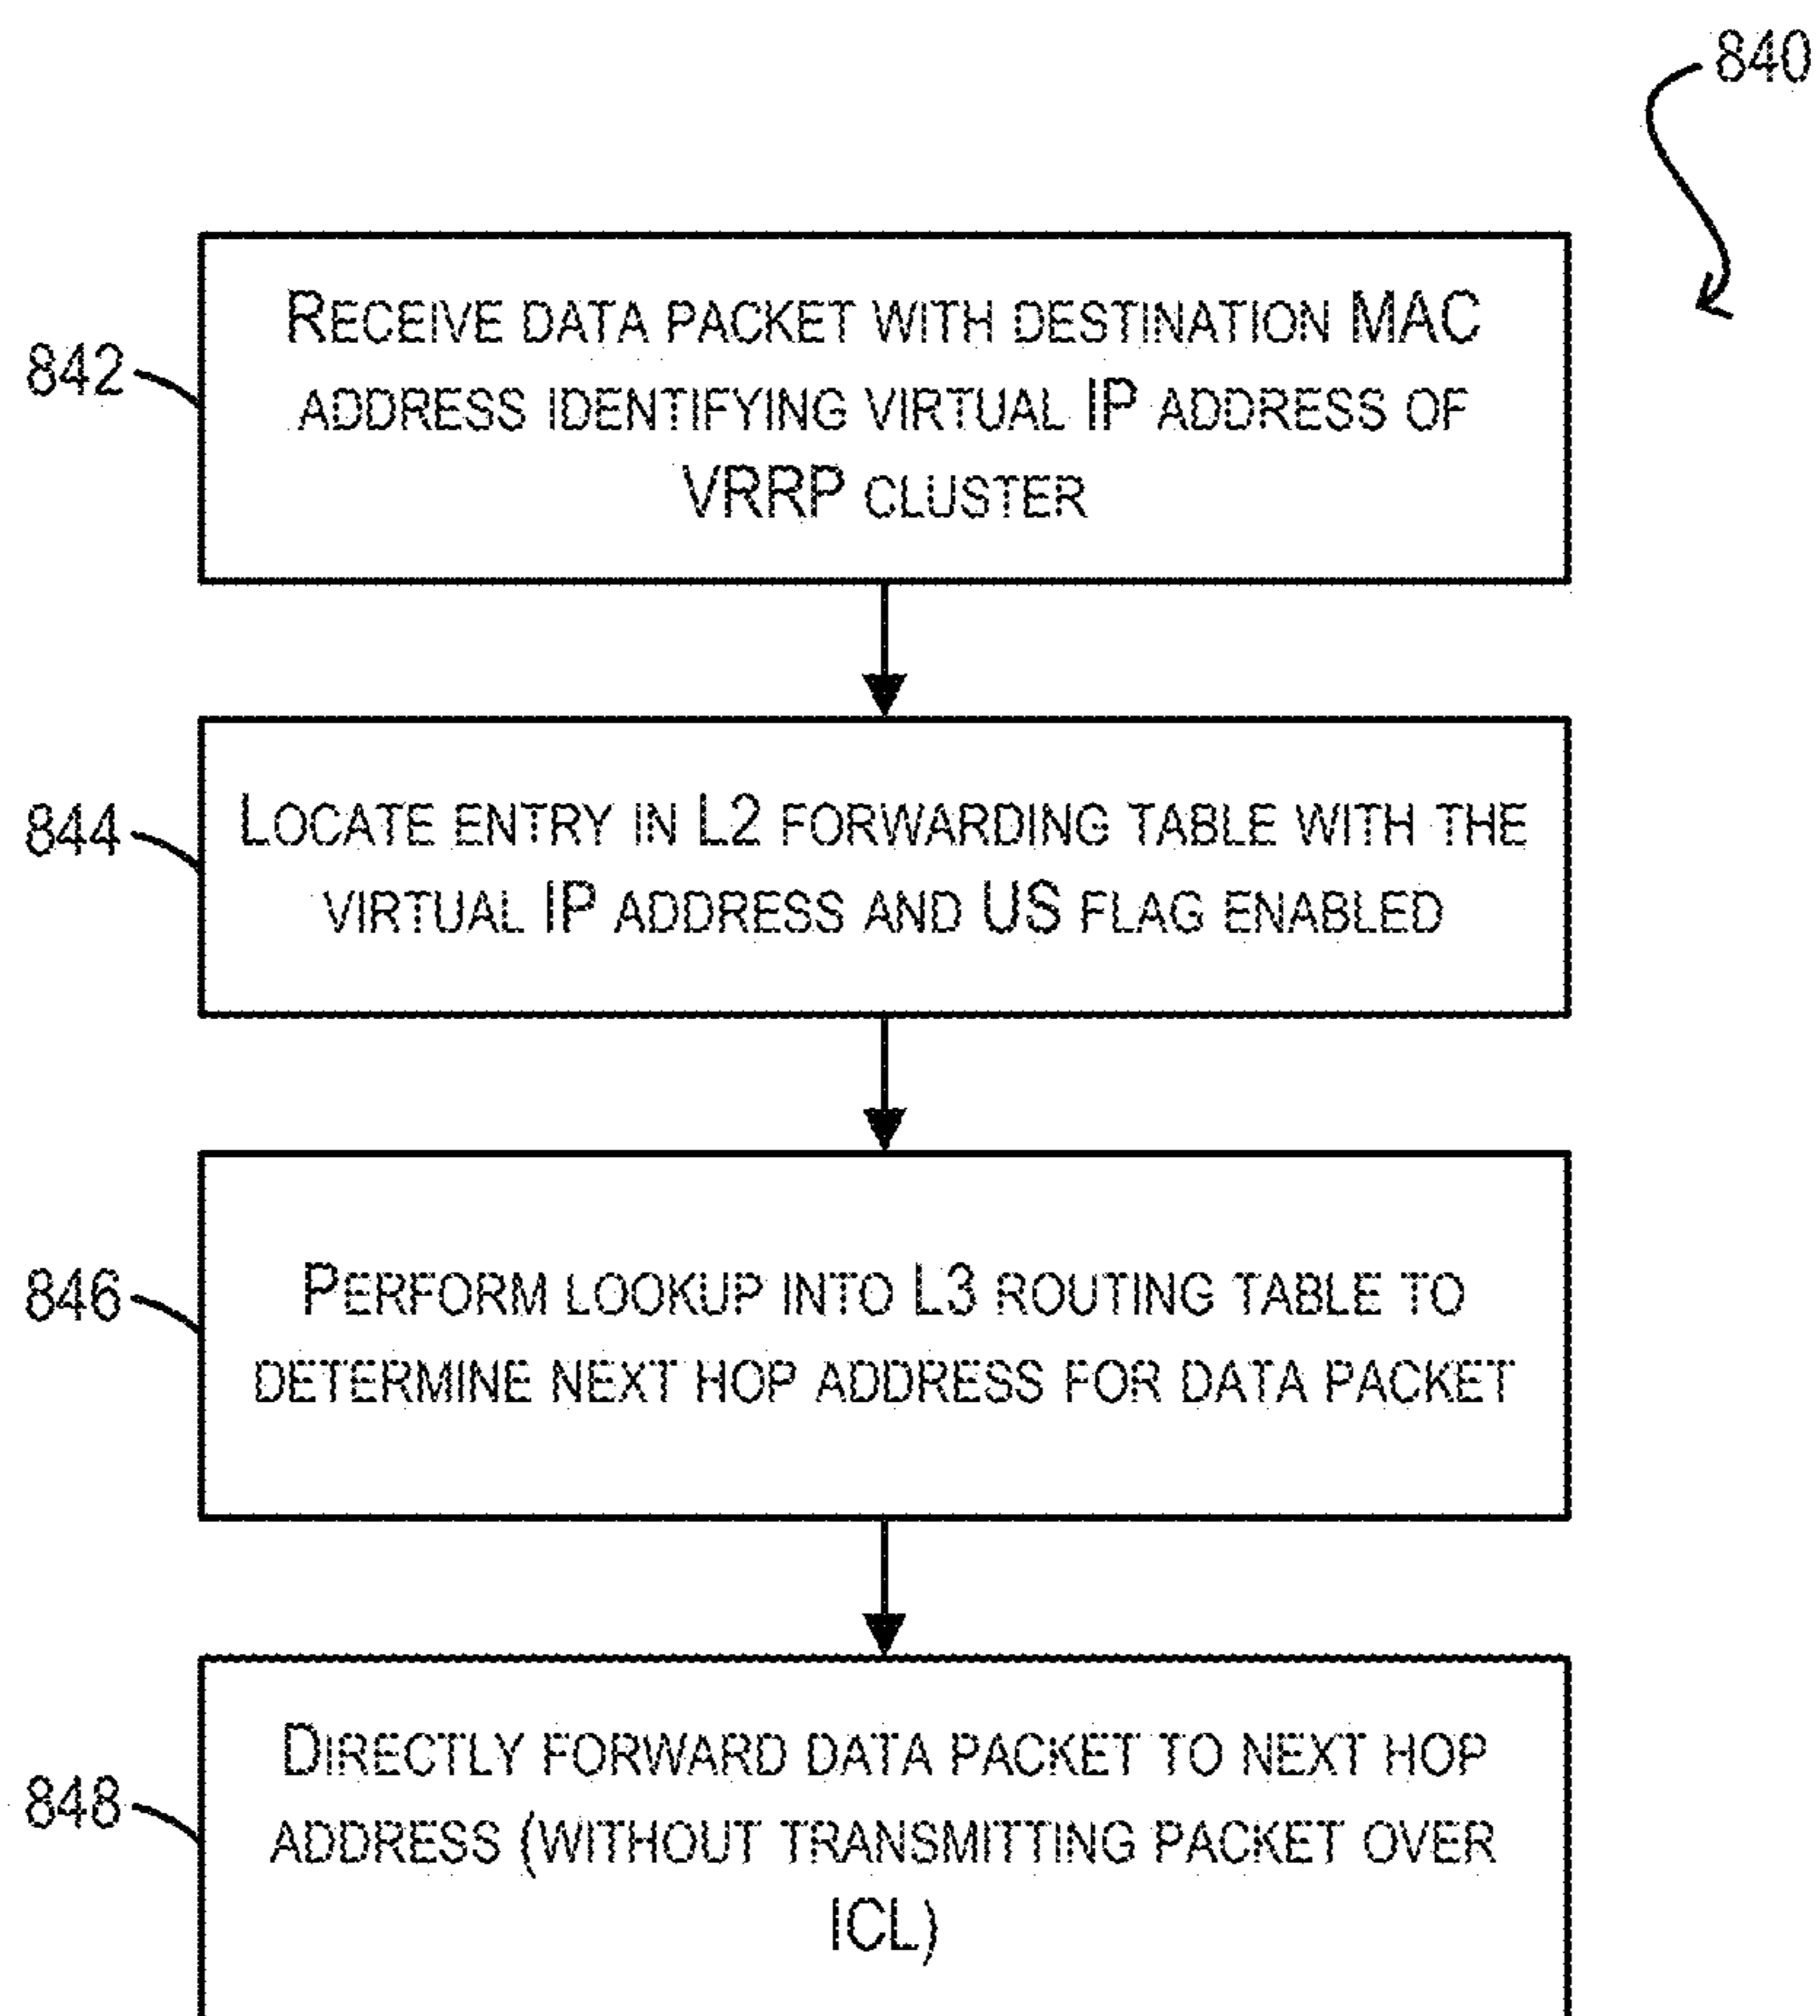 840
842
RECEIVE DATA PACKET WITH DESTINATION MAC
ADDRESS IDENTIFYING VIRTUAL IP ADDRESS OF
VRRP CLUSTER
844
LOCATE ENTRY IN L2 FORWARDING TABLE WITH THE
VIRTUAL IP ADDRESS AND US FLAG ENABLED
846
PERFORM LOOKUP INTO L3 ROUTING TABLE TO
DETERMINE NEXT HOP ADDRESS FOR DATA PACKET
848
DIRECTLY FORWARD DATA PACKET TO NEXT HOP
ADDRESS (WITHOUT TRANSMITTING PACKET OVER
ICL)